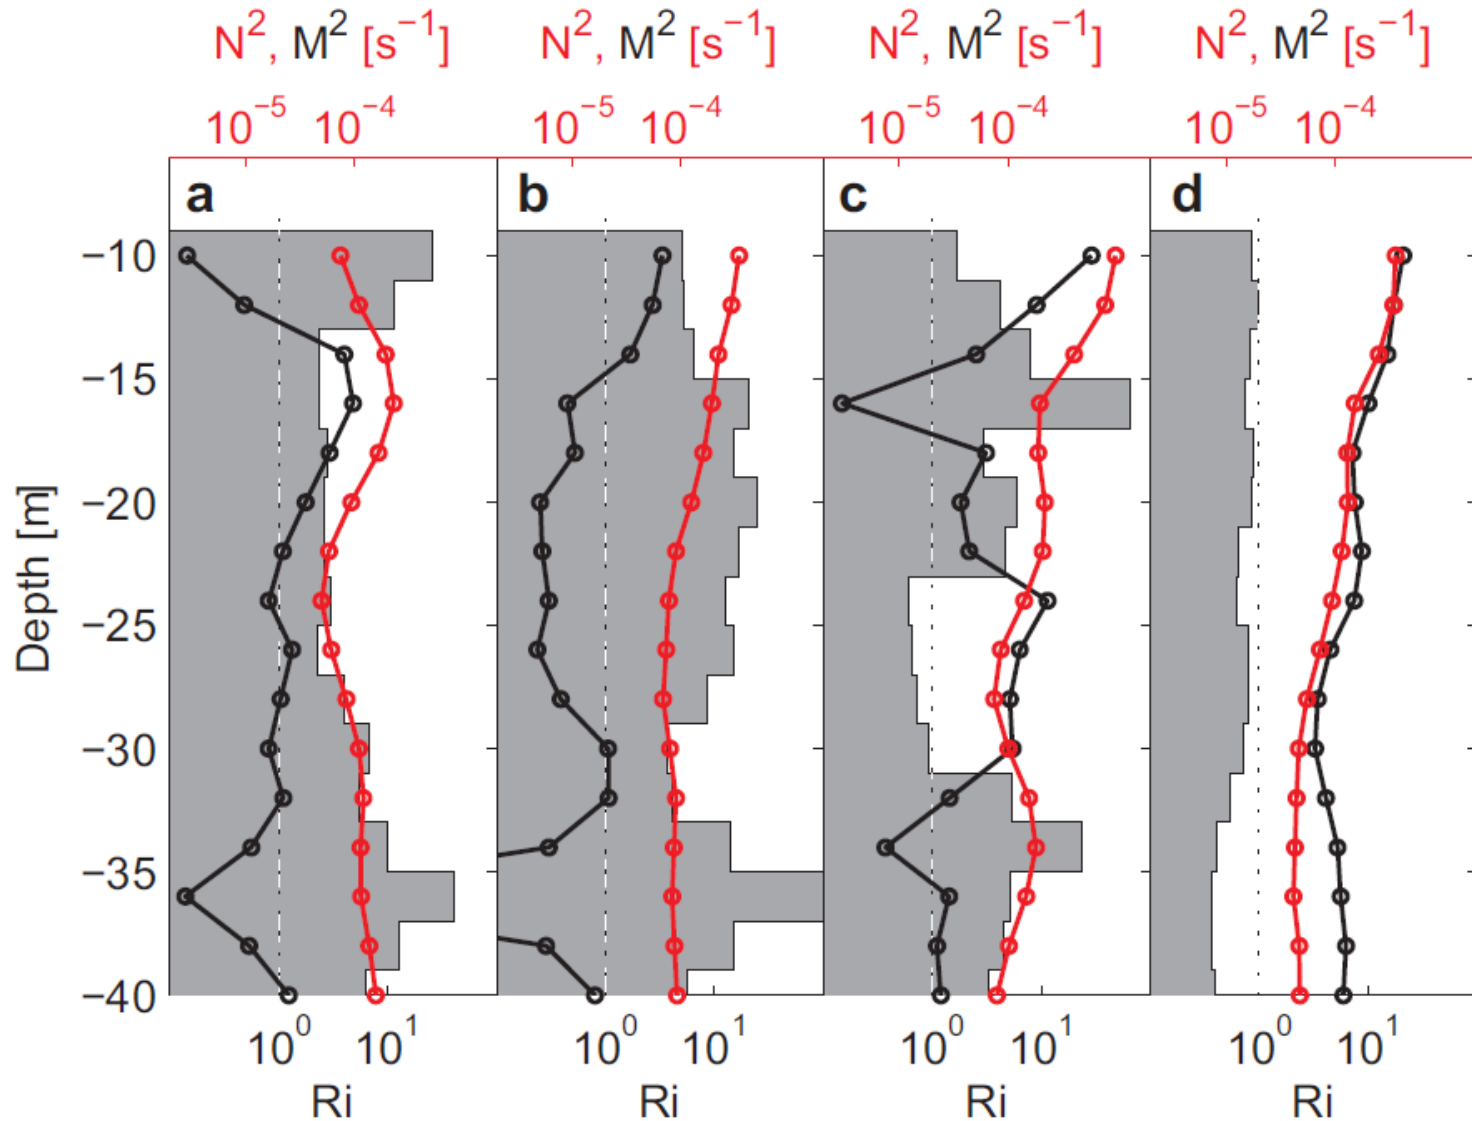 N², M² [s⁻¹] N², M² [s⁻¹] N², M² [s⁻¹] N², M² [s⁻¹]
10⁻⁵ 10⁻⁴ 10⁻⁵ 10⁻⁴ 10⁻⁵ 10⁻⁴ 10⁻⁵ 10⁻⁴
a b c d
Depth [m]
−10
−15
−20
−25
−30
−35
−40
10⁰ 10¹ 10⁰ 10¹ 10⁰ 10¹ 10⁰ 10¹
Ri Ri Ri Ri